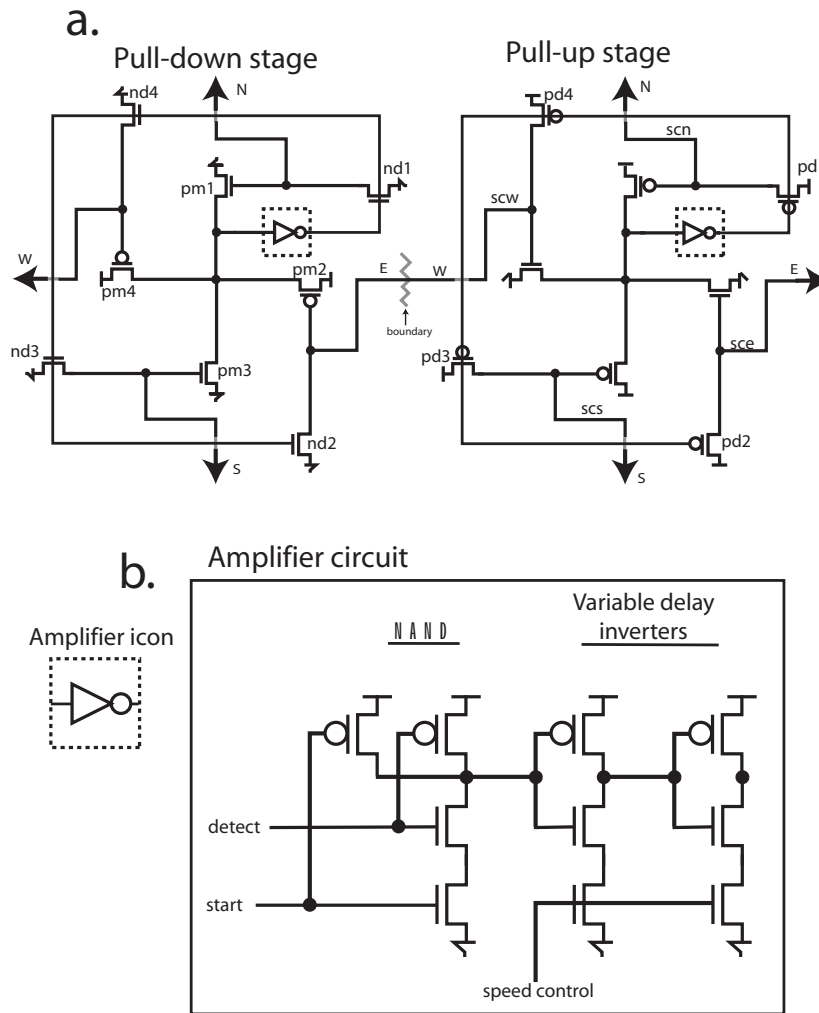 a.
Pull-down stage
Pull-up stage
nd4
N
pd4
N
scn
nd1
pd
pm1
scw
W
pm2
E
W
E
pm4
boundary
nd3
pd3
sce
pm3
scs
nd2
pd2
S
S
b.
Amplifier circuit
Amplifier icon
NAND
Variable delay
inverters
detect
start
speed control